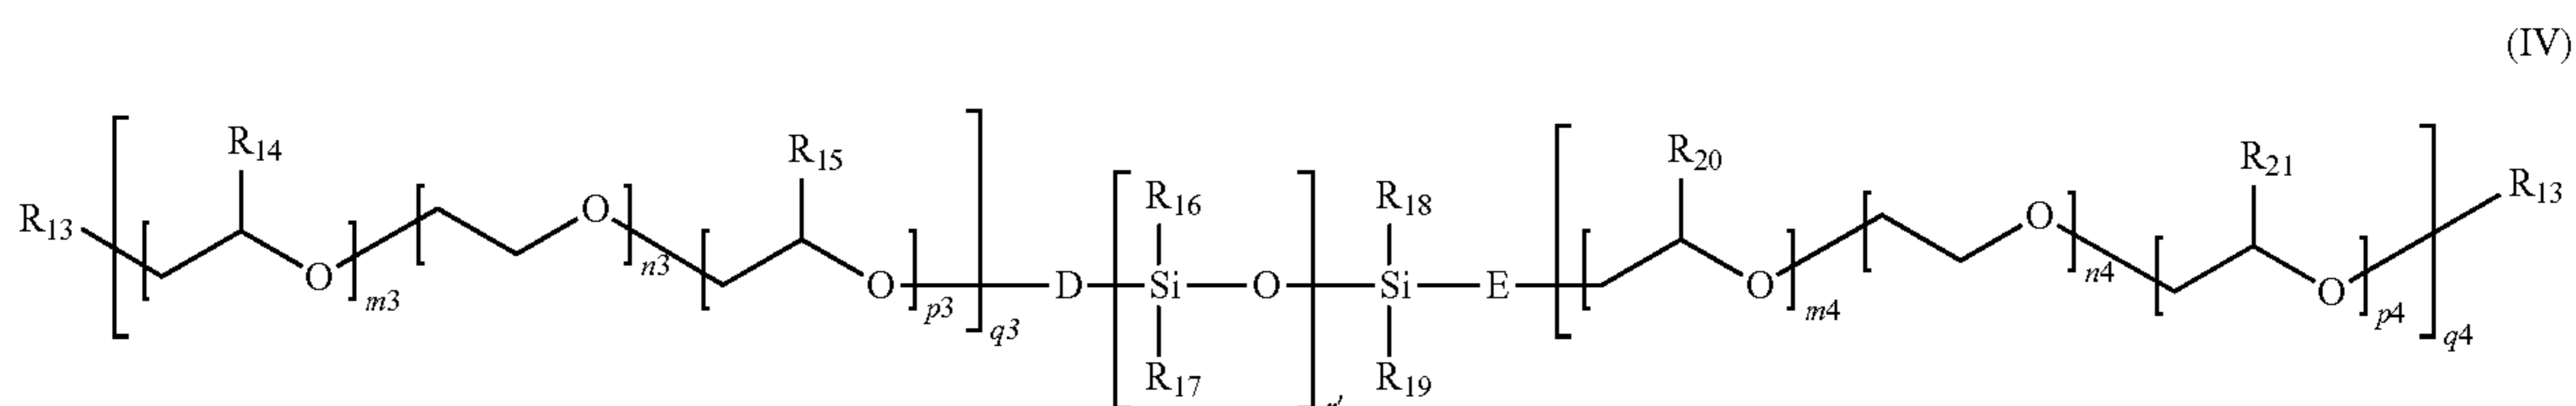 (IV)
R14 R15 R16 R18 R20 R21
R13 O m3 O n3 O p3 q3 D Si O Si E O m4 O n4 O p4 q4 R13
R17 R19